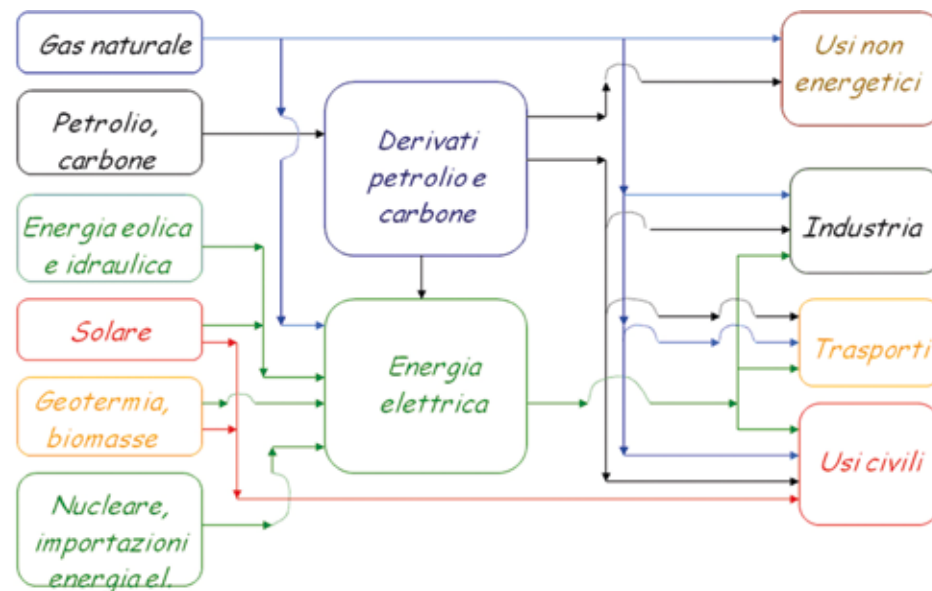 Gas naturale
Petrolio,
carbone
Energia eolica
e idraulica
Solare
Geotermia,
biomasse
Nucleare,
importazioni
energia el.
Derivati
petrolio e
carbone
Energia
elettrica
Usi non
energetici
Industria
Trasporti
Usi civili